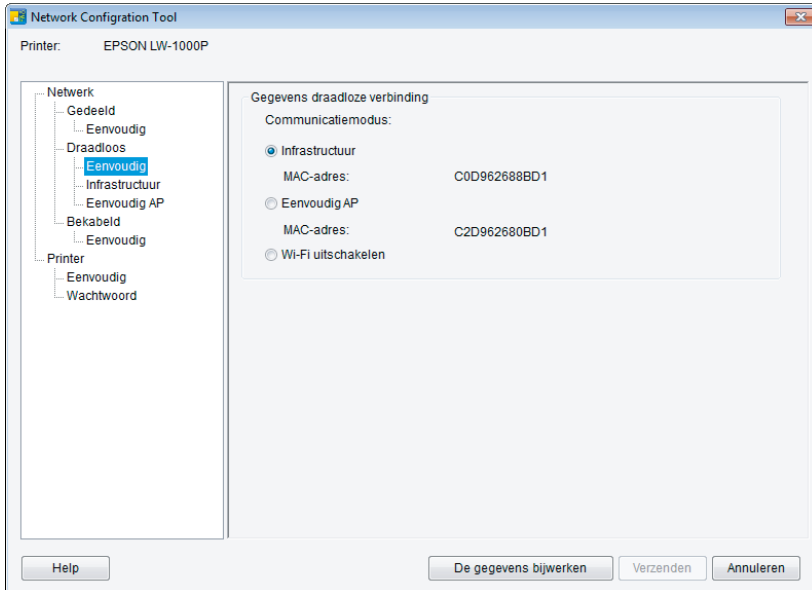 Network Configration Tool
Printer: EPSON LW-1000P
Netwerk
Gedeeld
Eenvoudig
Draadloos
Eenvoudig
Infrastructuur
Eenvoudig AP
Bekabeld
Eenvoudig
Printer
Eenvoudig
Wachtwoord
Gegevens draadloze verbinding
Communicatiemodus:
Infrastructuur
MAC-adres: C0D962688BD1
Eenvoudig AP
MAC-adres: C2D962680BD1
Wi-Fi uitschakelen
Help
De gegevens bijwerken
Verzenden
Annuleren